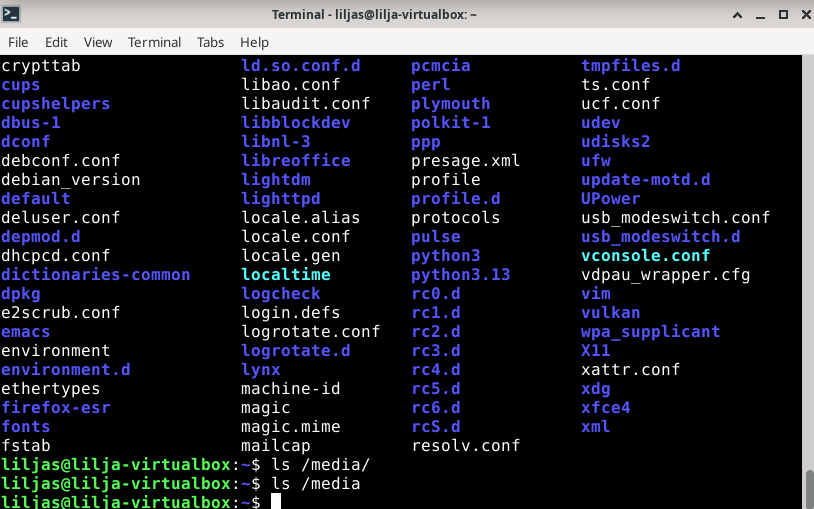 Terminal - liljas@lilja-virtualbox: ~
File Edit View Terminal Tabs Help
crypttab ld.so.conf.d pcmcia tmpfiles.d
cups libao.conf perl ts.conf
cupshelpers libaudit.conf plymouth ucf.conf
dbus-1 libblockdev polkit-1 udev
dconf libnl-3 ppp udisks2
debconf.conf libreoffice presage.xml ufw
debian_version lightdm profile update-motd.d
default lighttpd profile.d UPower
deluser.conf locale.alias protocols usb_modeswitch.conf
depmod.d locale.conf pulse usb_modeswitch.d
dhcpcd.conf locale.gen python3 vconsole.conf
dictionaries-common localtime python3.13 vdpau_wrapper.cfg
dpkg logcheck rc0.d vim
e2scrub.conf login.defs rc1.d vulkan
emacs logrotate.conf rc2.d wpa_supplicant
environment logrotate.d rc3.d X11
environment.d lynx rc4.d xattr.conf
ethertypes machine-id rc5.d xdg
firefox-esr magic rc6.d xfce4
fonts magic.mime rcS.d xml
fstab mailcap resolv.conf
liljas@lilja-virtualbox:~$ ls /media/
liljas@lilja-virtualbox:~$ ls /media
liljas@lilja-virtualbox:~$